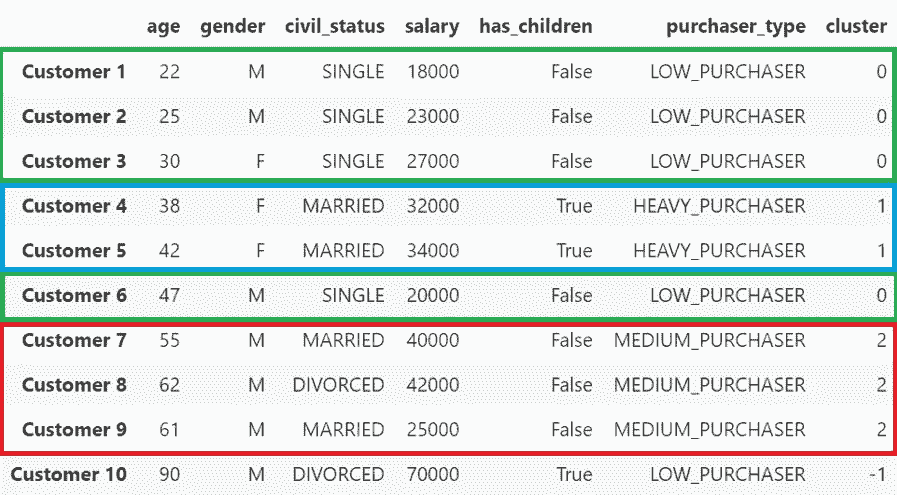 age gender civil_status salary has_children purchaser_type cluster
Customer 1 22 M SINGLE 18000 False LOW_PURCHASER 0
Customer 2 25 M SINGLE 23000 False LOW_PURCHASER 0
Customer 3 30 F SINGLE 27000 False LOW_PURCHASER 0
Customer 4 38 F MARRIED 32000 True HEAVY_PURCHASER 1
Customer 5 42 F MARRIED 34000 True HEAVY_PURCHASER 1
Customer 6 47 M SINGLE 20000 False LOW_PURCHASER 0
Customer 7 55 M MARRIED 40000 False MEDIUM_PURCHASER 2
Customer 8 62 M DIVORCED 42000 False MEDIUM_PURCHASER 2
Customer 9 61 M MARRIED 25000 False MEDIUM_PURCHASER 2
Customer 10 90 M DIVORCED 70000 True LOW_PURCHASER -1